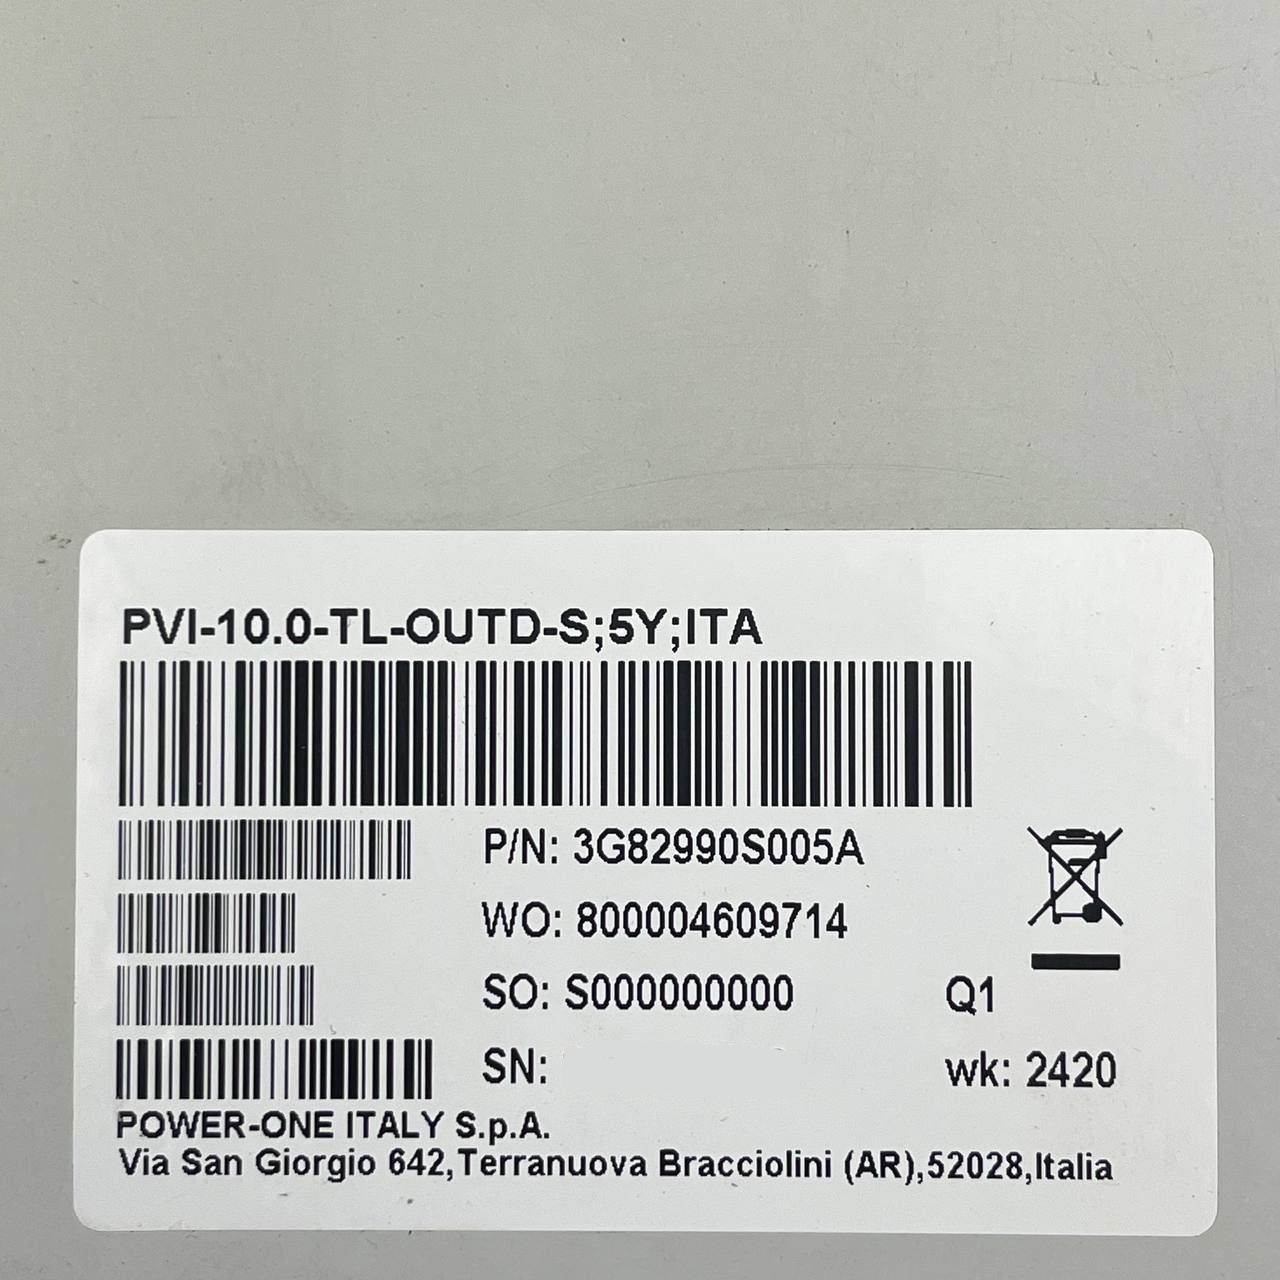 PVI-10.0-TL-OUTD-S;5Y;ITA
P/N: 3G82990S005A
WO: 800004609714
SO: S000000000 Q1
SN: wk: 2420
POWER-ONE ITALY S.p.A.
Via San Giorgio 642,Terranuova Bracciolini (AR),52028,Italia